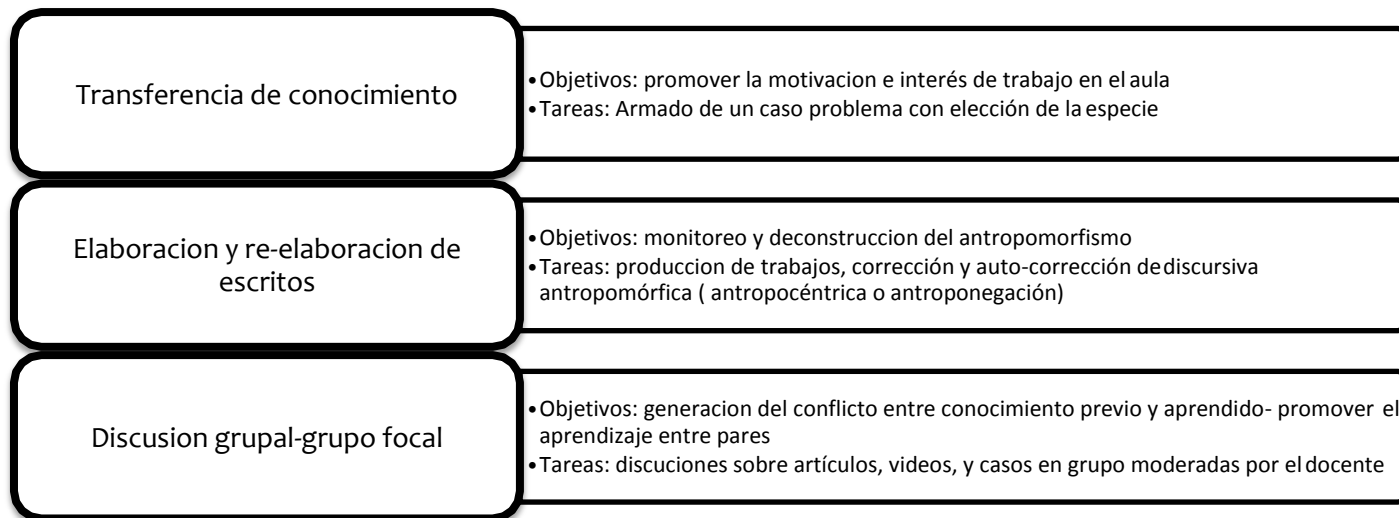 Transferencia de conocimiento
•Objetivos: promover la motivacion e interés de trabajo en el aula
•Tareas: Armado de un caso problema con elección de la especie
Elaboracion y re-elaboracion de
escritos
•Objetivos: monitoreo y deconstruccion del antropomorfismo
•Tareas: produccion de trabajos, corrección y auto-corrección dediscursiva
antropomórfica ( antropocéntrica o antroponegación)
Discusion grupal-grupo focal
•Objetivos: generacion del conflicto entre conocimiento previo y aprendido- promover el
aprendizaje entre pares
•Tareas: discuciones sobre artículos, videos, y casos en grupo moderadas por el docente